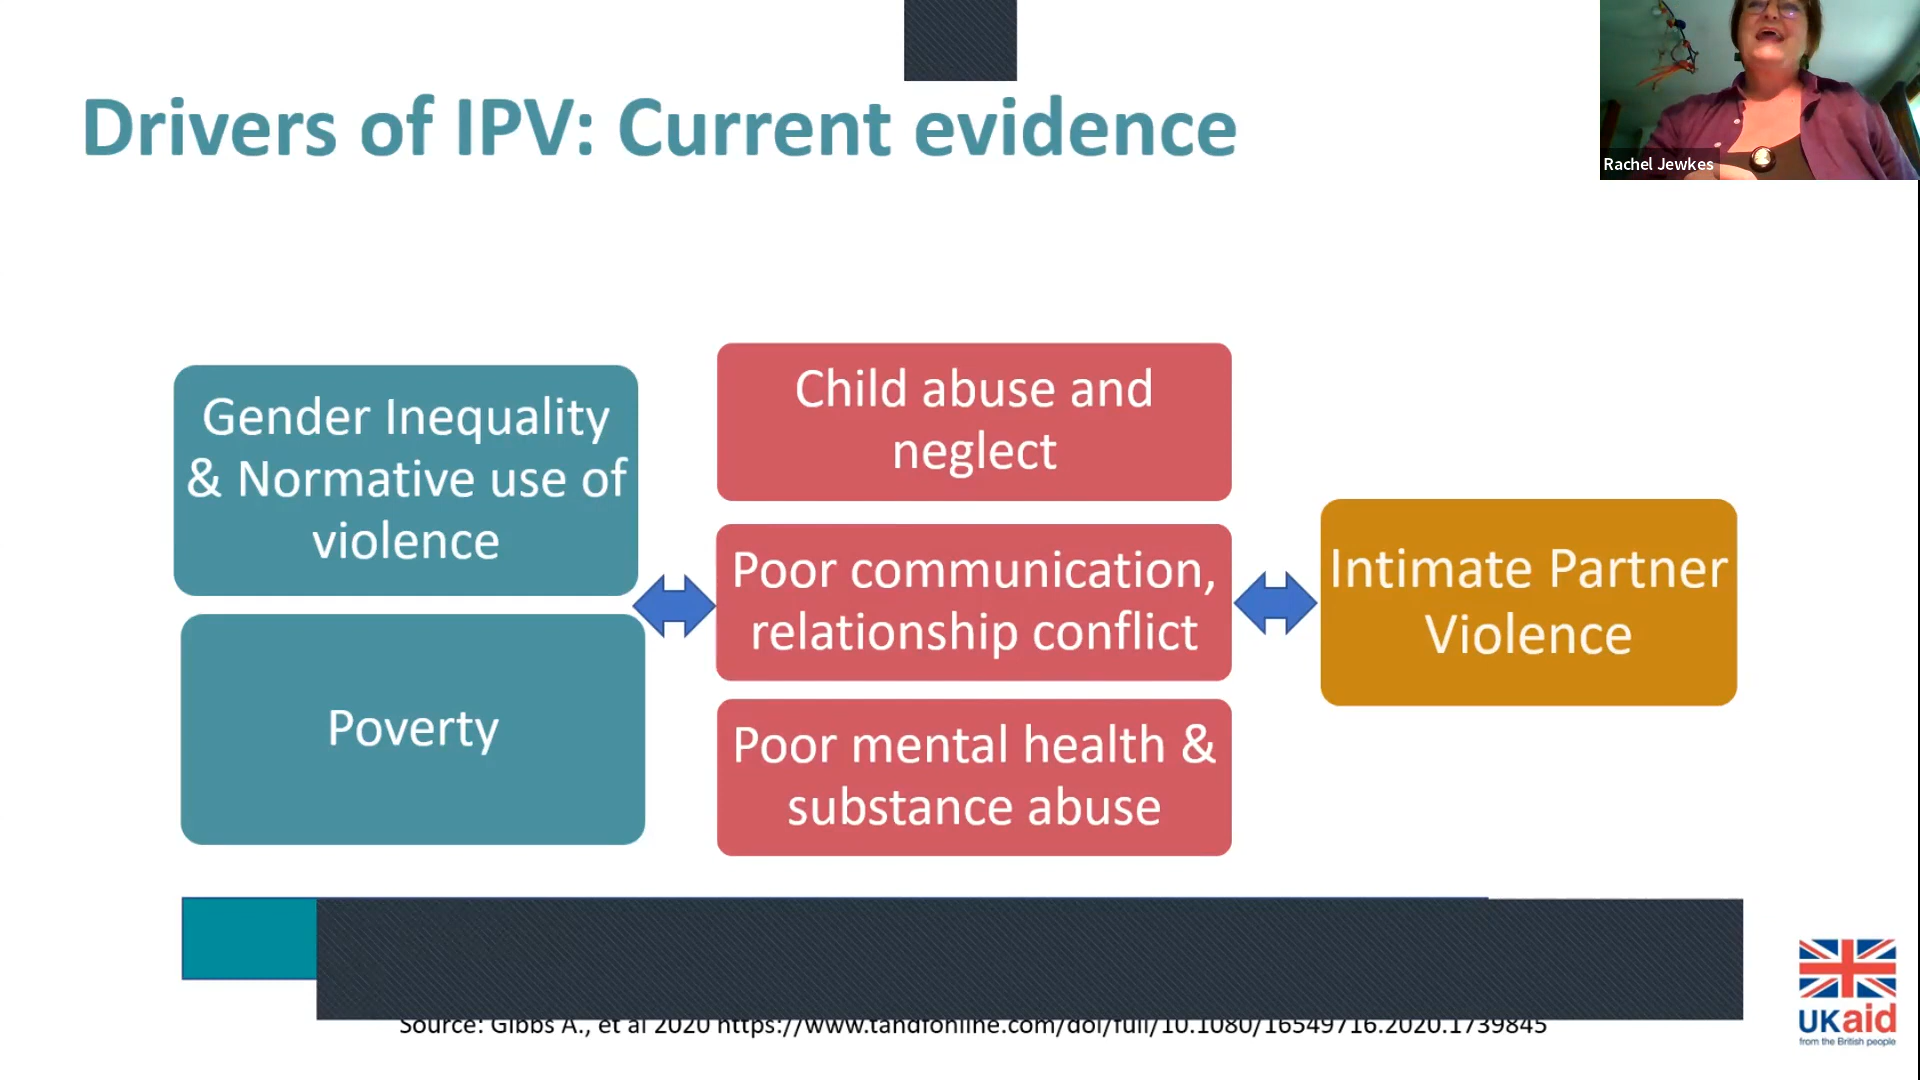 Drivers of IPV: Current evidence
Rachel Jewkes
Gender Inequality
& Normative use of
violence
Poverty
Child abuse and
neglect
Poor communication,
relationship conflict
Poor mental health &
substance abuse
Intimate Partner
Violence
Source: Gibbs A., et al 2020 https://www.tandfonline.com/doi/full/10.1080/16549716.2020.1739845
UKaid
from the British people